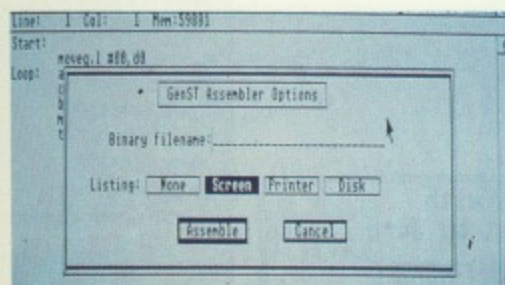 Line: 1 Col: 1 Mem:59881
Start:
moveq.l #00,d0
Loop:
GenST Assembler Options
Binary filename:
Listing: None Screen Printer Disk
Assemble Cancel